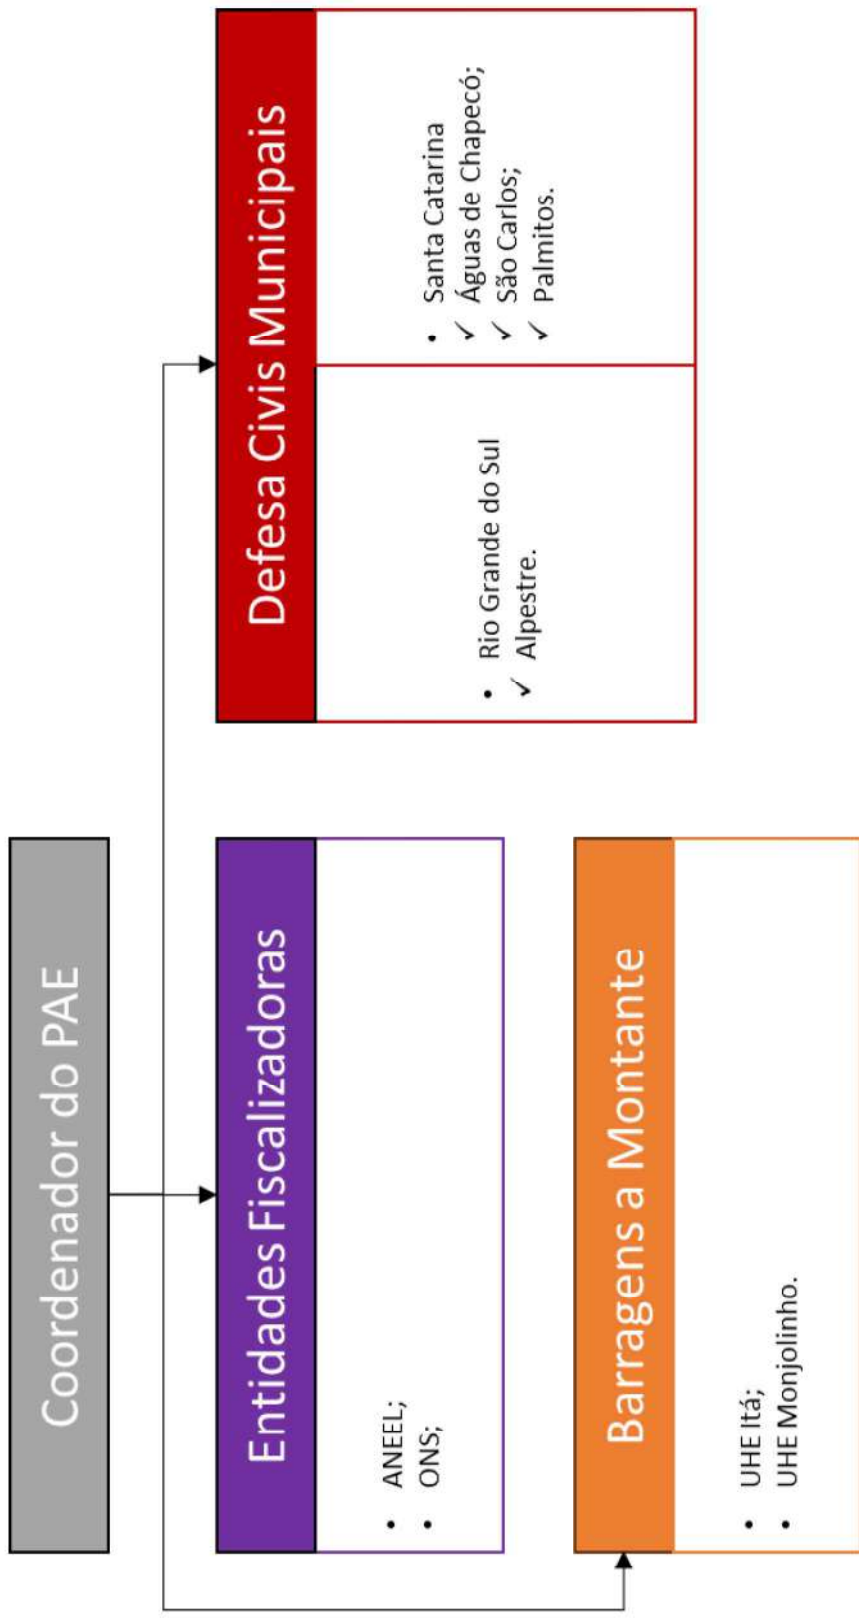 Coordenador do PAE
Entidades Fiscalizadoras
• ANEEL;
• ONS;
Barragens a Montante
• UHE Itá;
• UHE Monjolinho.
Defesa Civis Municipais
• Rio Grande do Sul
✓ Alpestre.
• Santa Catarina
✓ Águas de Chapecó;
✓ São Carlos;
✓ Palmitos.